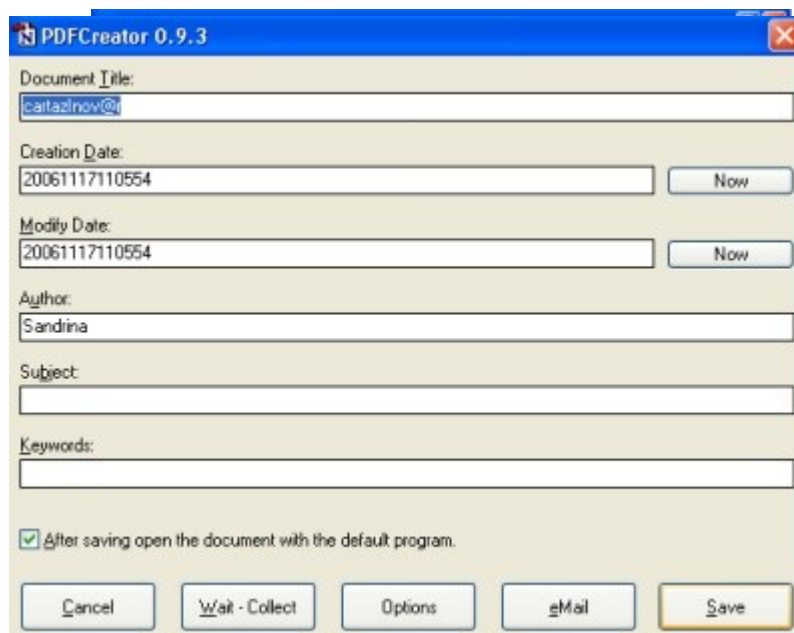 PDFCreator 0.9.3
Document Title:
cartazInov@r
Creation Date:
20061117110554
Now
Modify Date:
20061117110554
Now
Author:
Sandrina
Subject:
Keywords:
After saving open the document with the default program.
Cancel
Wait - Collect
Options
eMail
Save